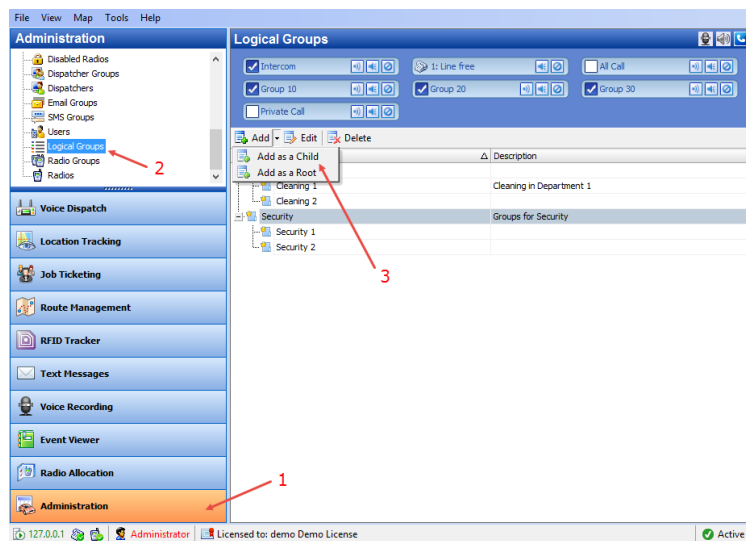 File View Map Tools Help
Administration
Disabled Radios
Dispatcher Groups
Dispatchers
Email Groups
SMS Groups
Users
Logical Groups
Radio Groups
Radios
2
Voice Dispatch
Location Tracking
Job Ticketing
Route Management
RFID Tracker
Text Messages
Voice Recording
Event Viewer
Radio Allocation
Administration
1
Logical Groups
Intercom 1: Line free All Call
Group 10 Group 20 Group 30
Private Call
Add Edit Delete
Add as a Child
Add as a Root
Description
Cleaning 1 Cleaning in Department 1
Cleaning 2
Security Groups for Security
Security 1
Security 2
3
127.0.0.1 Administrator Licensed to: demo Demo License Active